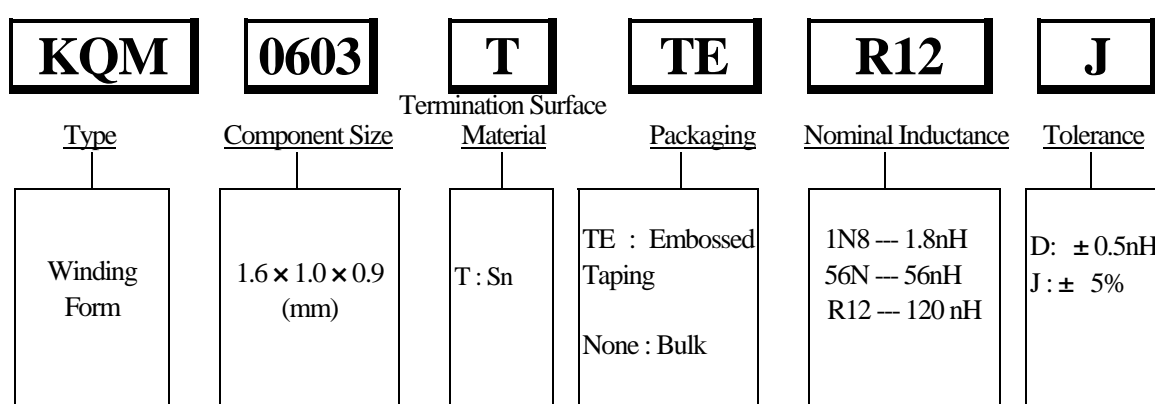 KQM 0603 T TE R12 J
Termination Surface
Type Component Size Material Packaging Nominal Inductance Tolerance
Winding
Form
1.6 × 1.0 × 0.9
(mm)
T : Sn
TE : Embossed
Taping
None : Bulk
1N8 --- 1.8nH
56N --- 56nH
R12 --- 120 nH
D: ± 0.5nH
J : ± 5%